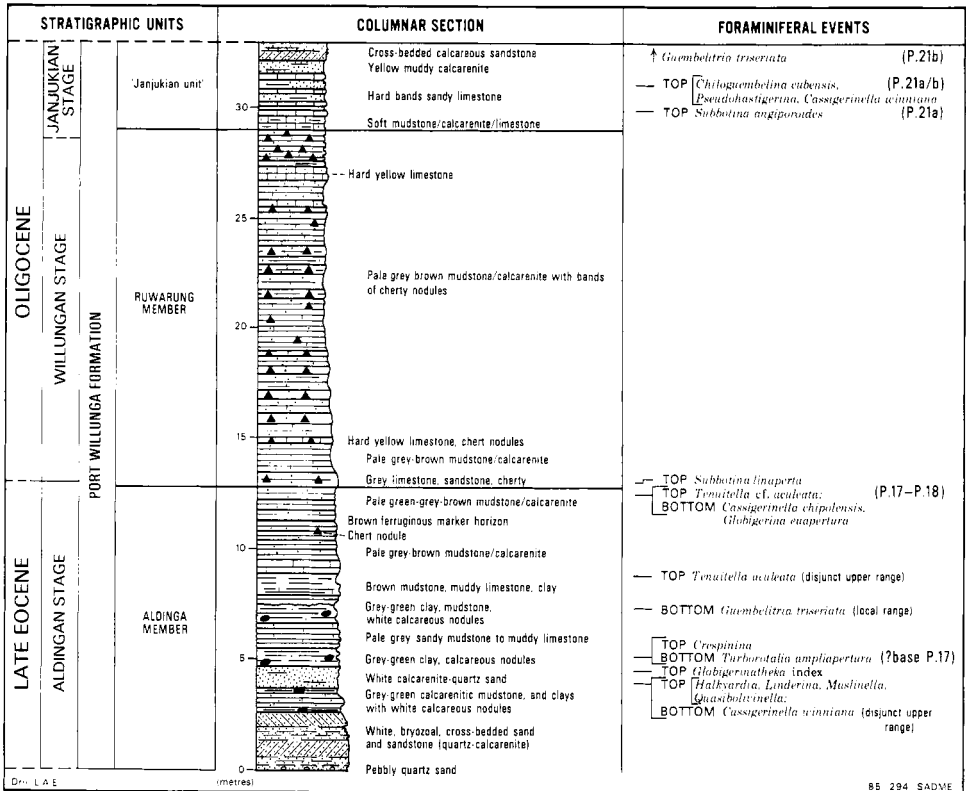 STRATIGRAPHIC UNITS
COLUMNAR SECTION
FORAMINIFERAL EVENTS
OLIGOCENE
LATE EOCENE
JANJUKIAN STAGE
WILLUNGAN STAGE
ALDINGAN STAGE
PORT WILLUNGA FORMATION
'Janjukian unit'
RUWARUNG
MEMBER
ALDINGA
MEMBER
30
25
20
15
10
5
0
(metres)
Cross-bedded calcareous sandstone
Yellow muddy calcarenite
Hard bands sandy limestone
Soft mudstone/calcarenite/limestone
Hard yellow limestone
Pale grey brown mudstone/calcarenite with bands
of cherty nodules
Hard yellow limestone, chert nodules
Pale grey-brown mudstone/calcarenite
Grey limestone, sandstone, cherty
Pale green-grey-brown mudstone/calcarenite
Brown ferruginous marker horizon
Chert nodule
Pale grey-brown mudstone/calcarenite
Brown mudstone, muddy limestone, clay
Grey-green clay, mudstone,
white calcareous nodules
Pale grey sandy mudstone to muddy limestone
Grey-green clay, calcareous nodules
White calcarenite-quartz sand
Grey-green calcarenitic mudstone, and clays
with white calcareous nodules
White, bryozoal, cross-bedded sand
and sandstone (quartz-calcarenite)
Pebbly quartz sand
↑ Guembelitria triseriata (P.21b)
TOP Chiloguembelina cubensis, (P.21a/b)
Pseudohastigerina, Cassigerinella winniana
TOP Subbotina angiporoides (P.21a)
TOP Subbotina linaperta
TOP Tenuitella cf. aculeata; (P.17–P.18)
BOTTOM Cassigerinella chipolensis,
Globigerina euapertura
TOP Tenuitella aculeata (disjunct upper range)
BOTTOM Guembelitria triseriata (local range)
TOP Crespinina
BOTTOM Turborotalia ampliapertura (?base P.17)
TOP Globigerinatheka index
TOP Halkyardia, Linderina, Maslinella,
Quasibolivinella;
BOTTOM Cassigerinella winniana (disjunct upper
range)
L A E
85 294 SADME